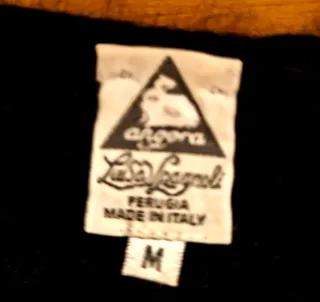 angora
Luisa Spagnoli
PERUGIA
MADE IN ITALY
M